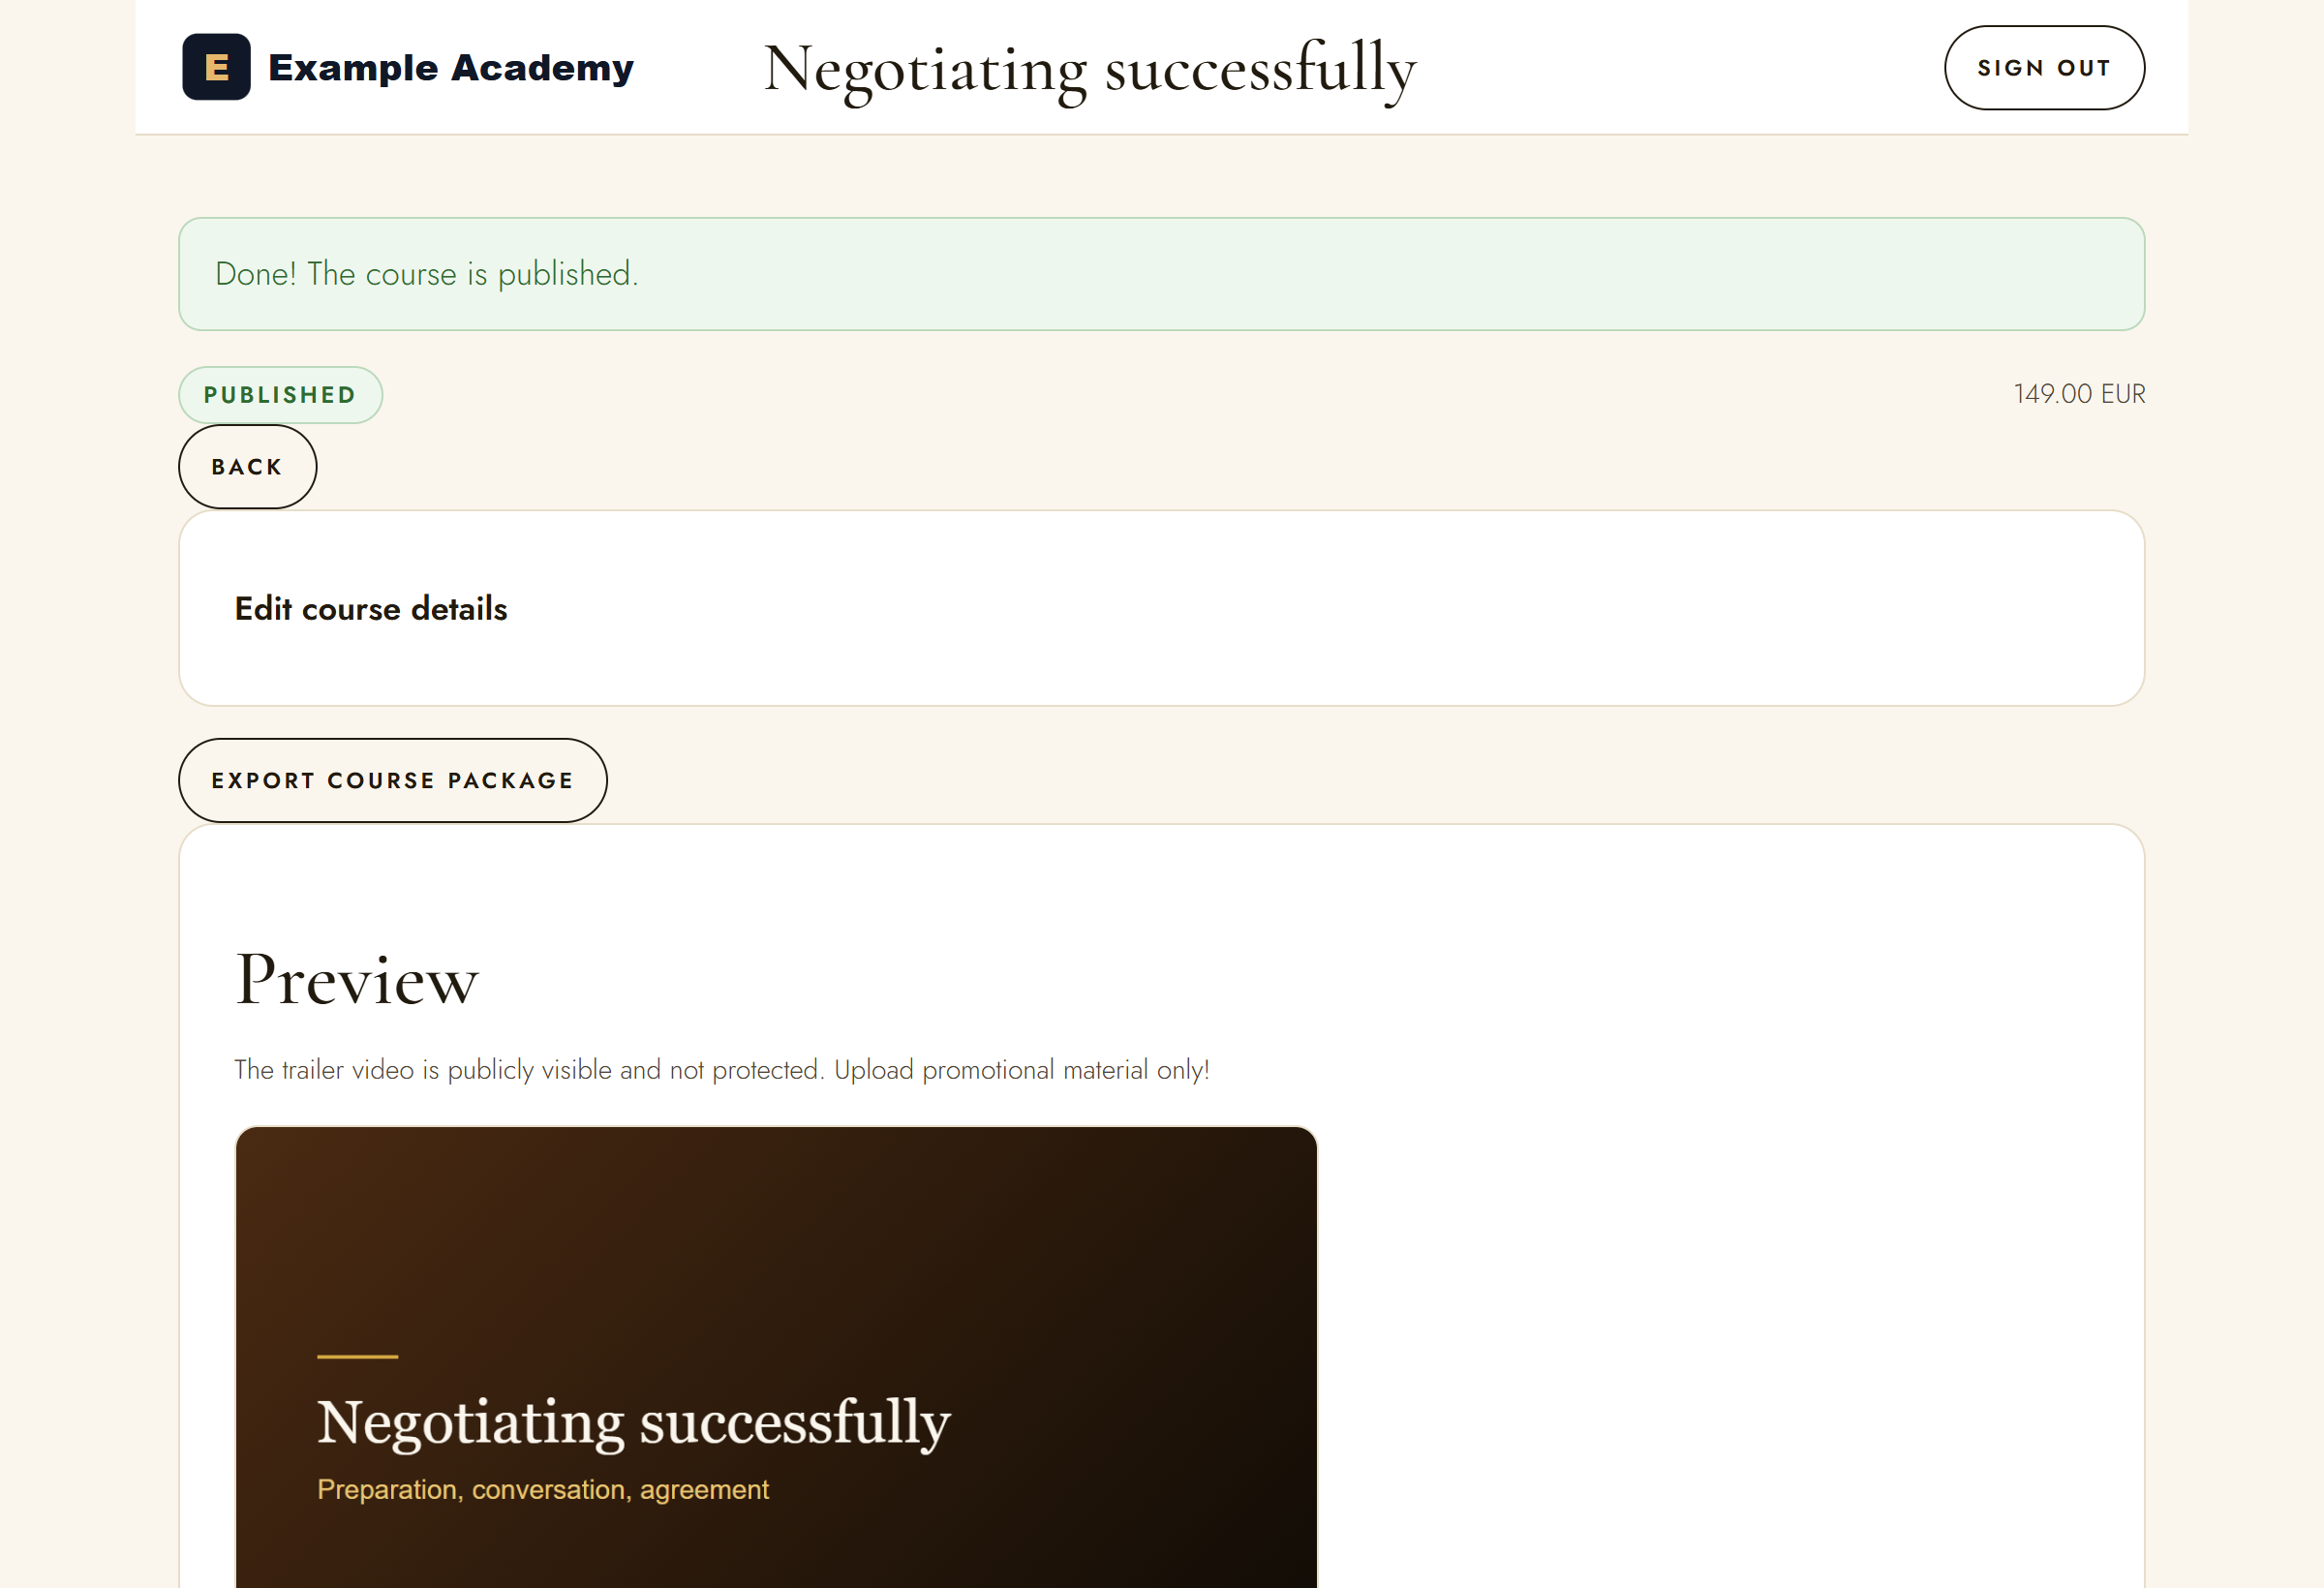 E Example Academy
Negotiating successfully
SIGN OUT
Done! The course is published.
PUBLISHED
149.00 EUR
BACK
Edit course details
EXPORT COURSE PACKAGE
Preview
The trailer video is publicly visible and not protected. Upload promotional material only!
Negotiating successfully
Preparation, conversation, agreement